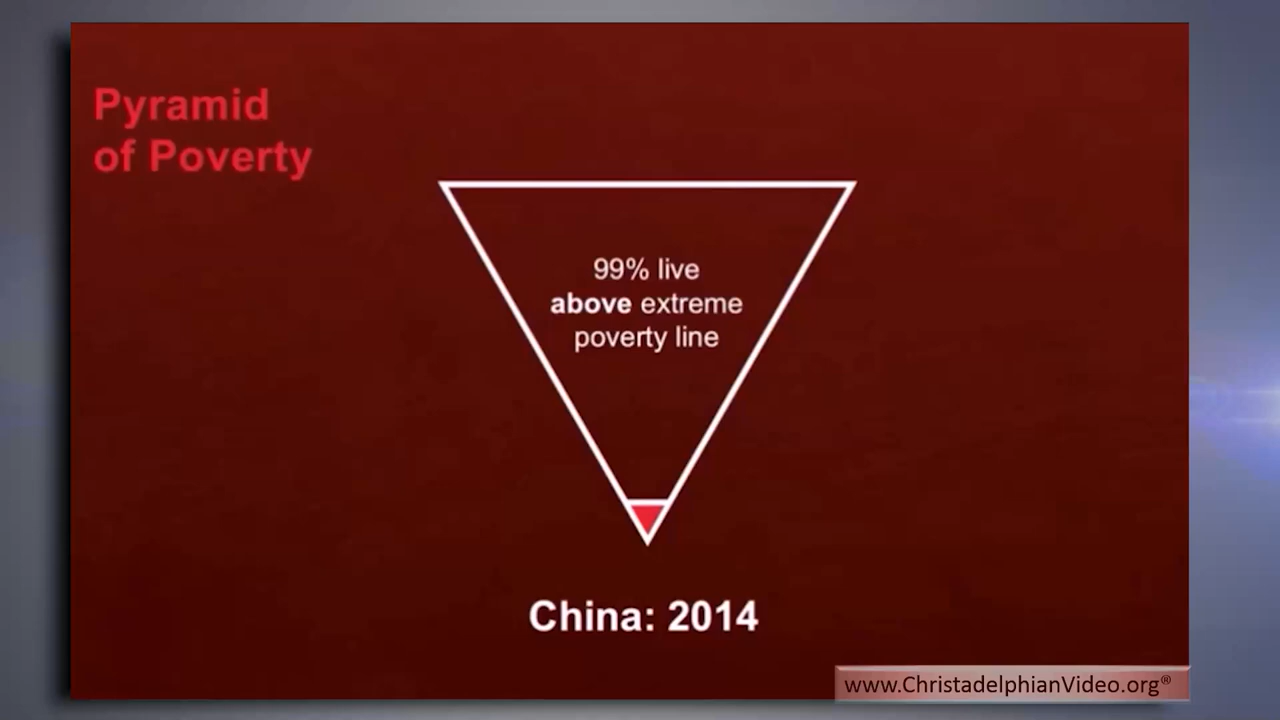 Pyramid
of Poverty
99% live
above extreme
poverty line
China: 2014
www.ChristadelphianVideo.org®